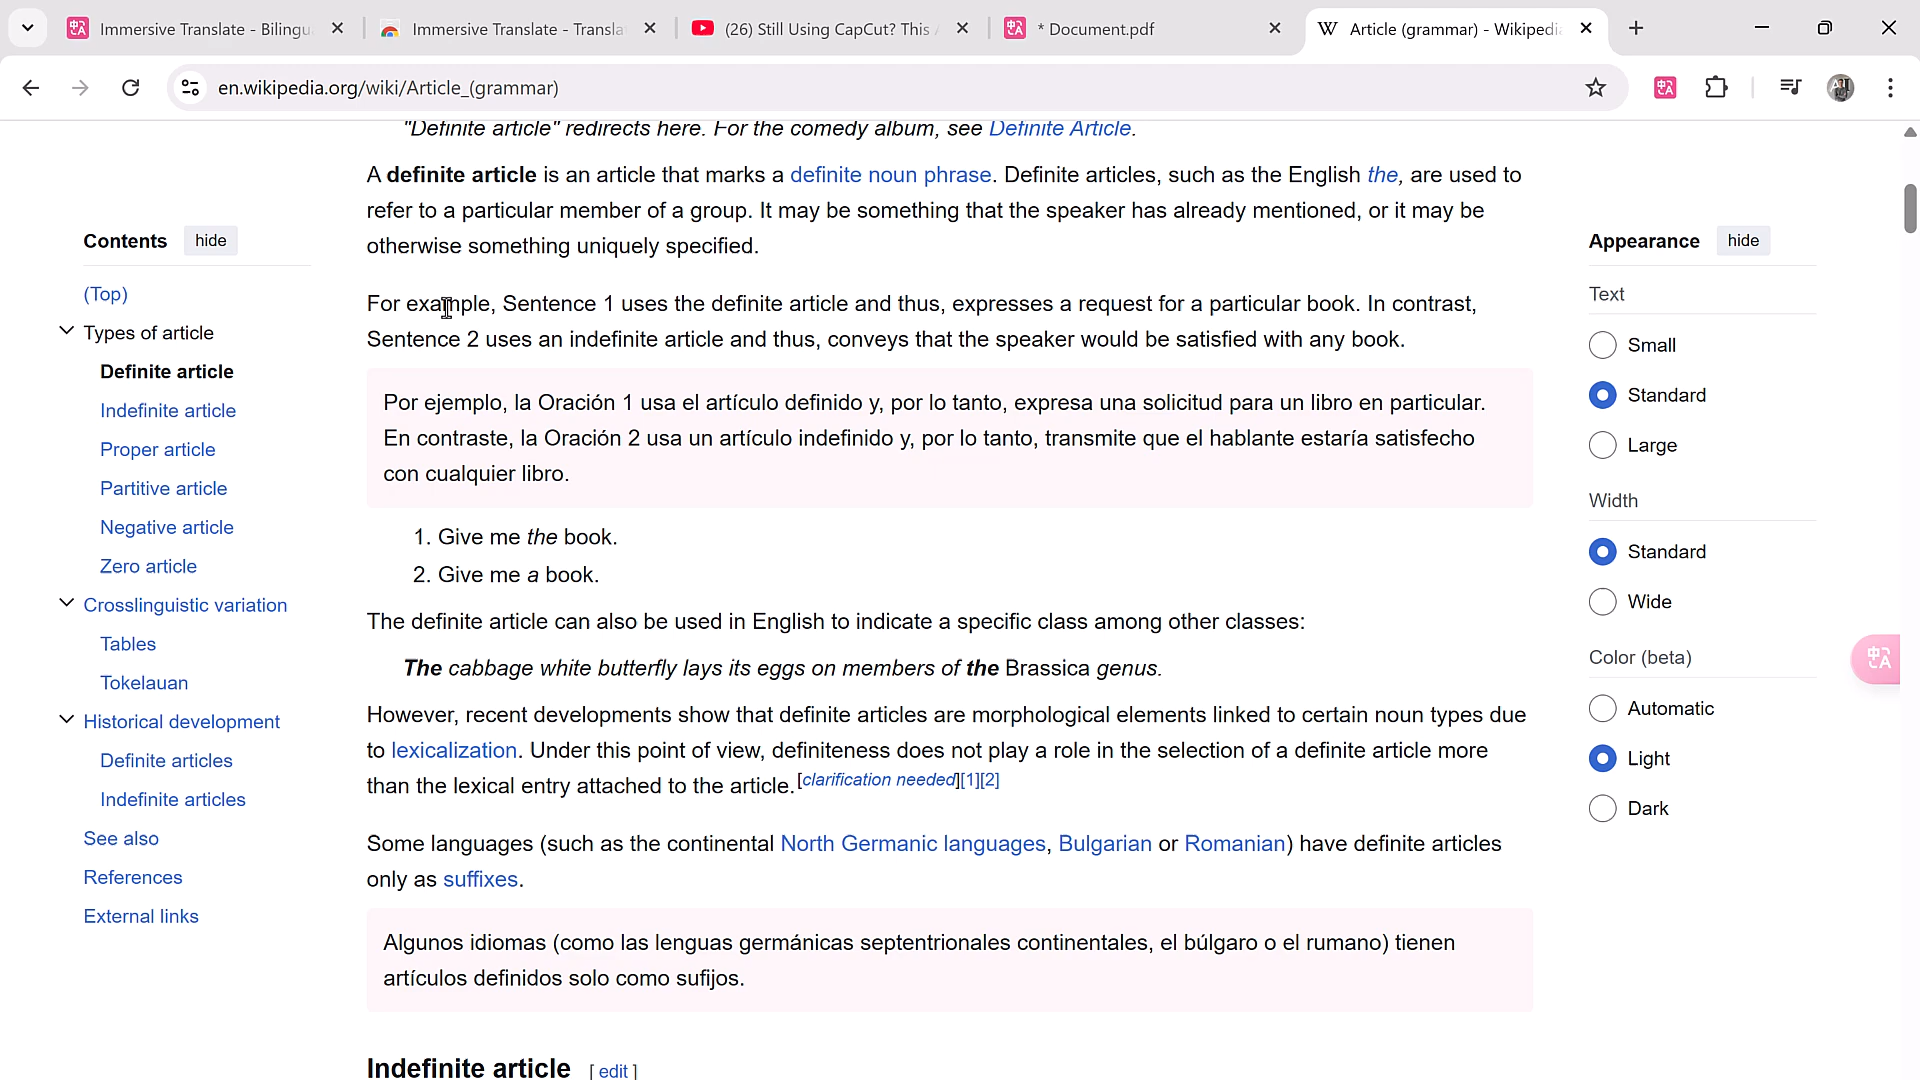 Immersive Translate - Bilingu
Immersive Translate - Transla
(26) Still Using CapCut? This
* Document.pdf
Article (grammar) - Wikipedi
en.wikipedia.org/wiki/Article_(grammar)
"Definite article" redirects here. For the comedy album, see Definite Article.
A definite article is an article that marks a definite noun phrase. Definite articles, such as the English the, are used to
refer to a particular member of a group. It may be something that the speaker has already mentioned, or it may be
otherwise something uniquely specified.
For example, Sentence 1 uses the definite article and thus, expresses a request for a particular book. In contrast,
Sentence 2 uses an indefinite article and thus, conveys that the speaker would be satisfied with any book.
Por ejemplo, la Oración 1 usa el artículo definido y, por lo tanto, expresa una solicitud para un libro en particular.
En contraste, la Oración 2 usa un artículo indefinido y, por lo tanto, transmite que el hablante estaría satisfecho
con cualquier libro.
1. Give me the book.
2. Give me a book.
The definite article can also be used in English to indicate a specific class among other classes:
The cabbage white butterfly lays its eggs on members of the Brassica genus.
However, recent developments show that definite articles are morphological elements linked to certain noun types due
to lexicalization. Under this point of view, definiteness does not play a role in the selection of a definite article more
than the lexical entry attached to the article.[clarification needed][1][2]
Some languages (such as the continental North Germanic languages, Bulgarian or Romanian) have definite articles
only as suffixes.
Algunos idiomas (como las lenguas germánicas septentrionales continentales, el búlgaro o el rumano) tienen
artículos definidos solo como sufijos.
Indefinite article [ edit ]
Contents hide
(Top)
Types of article
Definite article
Indefinite article
Proper article
Partitive article
Negative article
Zero article
Crosslinguistic variation
Tables
Tokelauan
Historical development
Definite articles
Indefinite articles
See also
References
External links
Appearance hide
Text
Small
Standard
Large
Width
Standard
Wide
Color (beta)
Automatic
Light
Dark